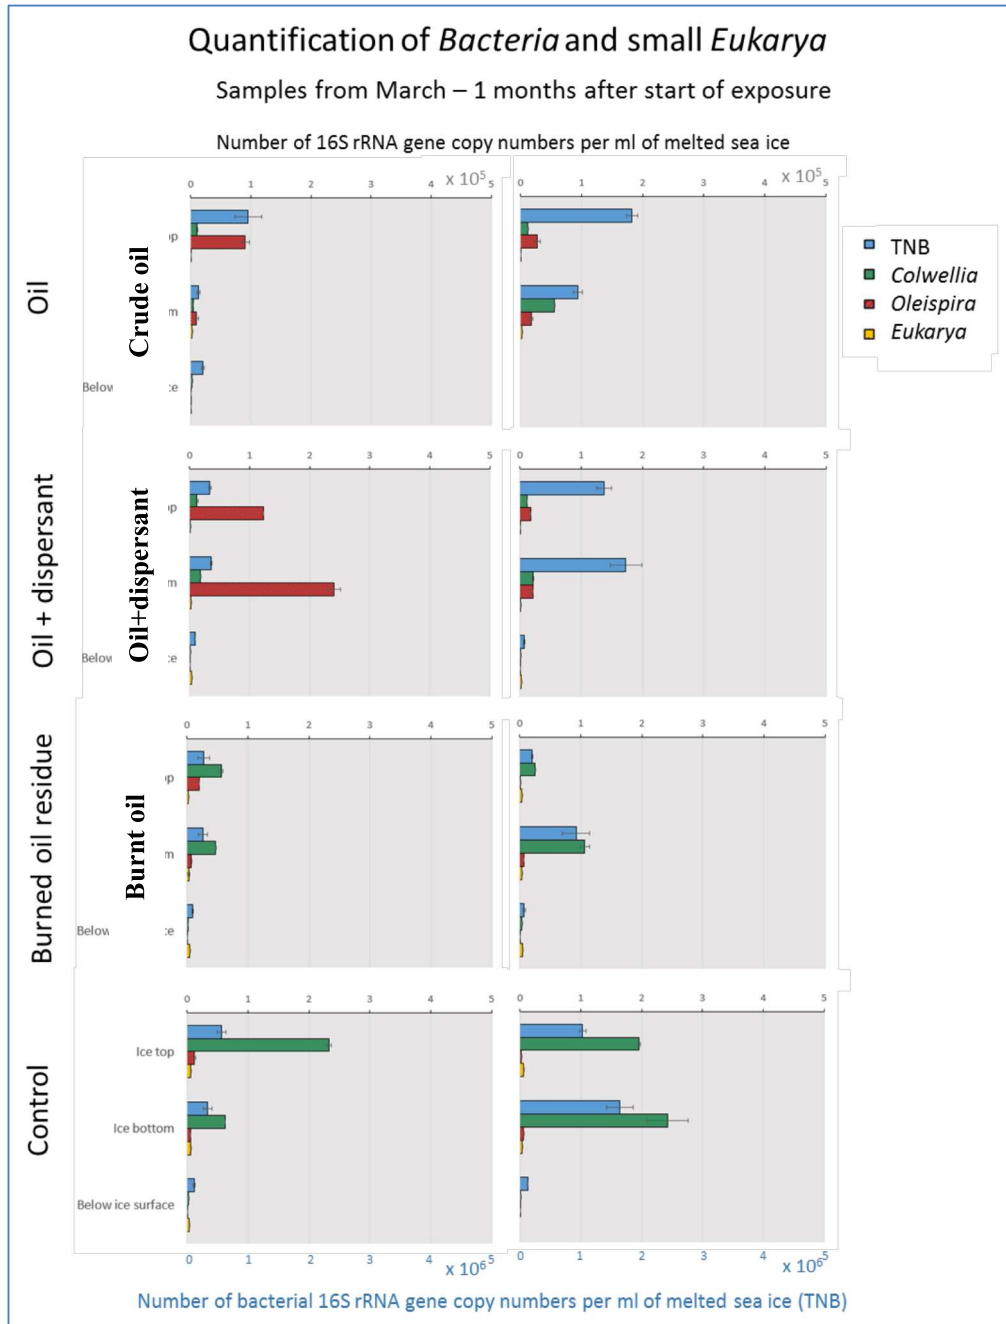 Quantification of Bacteria and small Eukarya
Samples from March – 1 months after start of exposure
Number of 16S rRNA gene copy numbers per ml of melted sea ice
x 10⁵ x 10⁵
0 1 2 3 4 5 0 1 2 3 4 5
TNB
Colwellia
Oleispira
Eukarya
Oil
Crude oil
Below
0 1 2 3 4 5 0 1 2 3 4 5
Oil + dispersant
Oil+dispersant
Below
0 1 2 3 4 5 0 1 2 3 4 5
Burned oil residue
Burnt oil
Below
0 1 2 3 4 5 0 1 2 3 4 5
Control
Ice top
Ice bottom
Below ice surface
0 1 2 3 4 5 0 1 2 3 4 5
x 10⁶ x 10⁶
Number of bacterial 16S rRNA gene copy numbers per ml of melted sea ice (TNB)